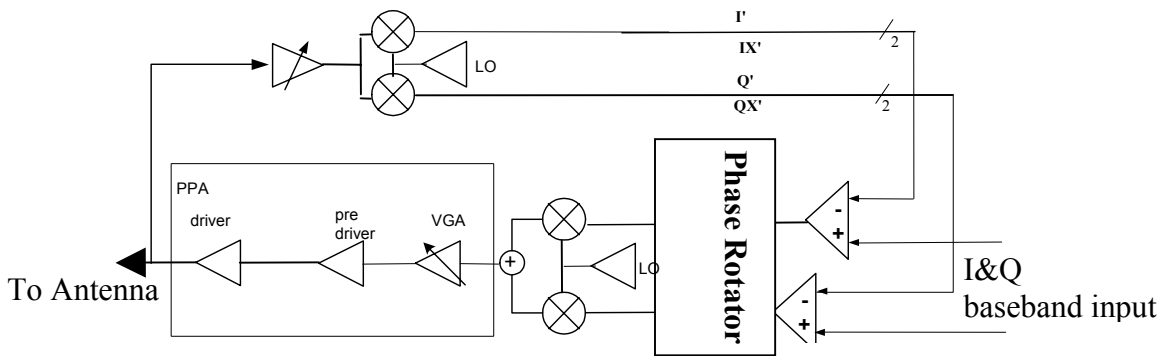 I'
IX'
2
LO
Q'
QX'
2
PPA
driver
pre
driver
VGA
+
LO
Phase Rotator
-
+
-
+
To Antenna
I&Q
baseband input